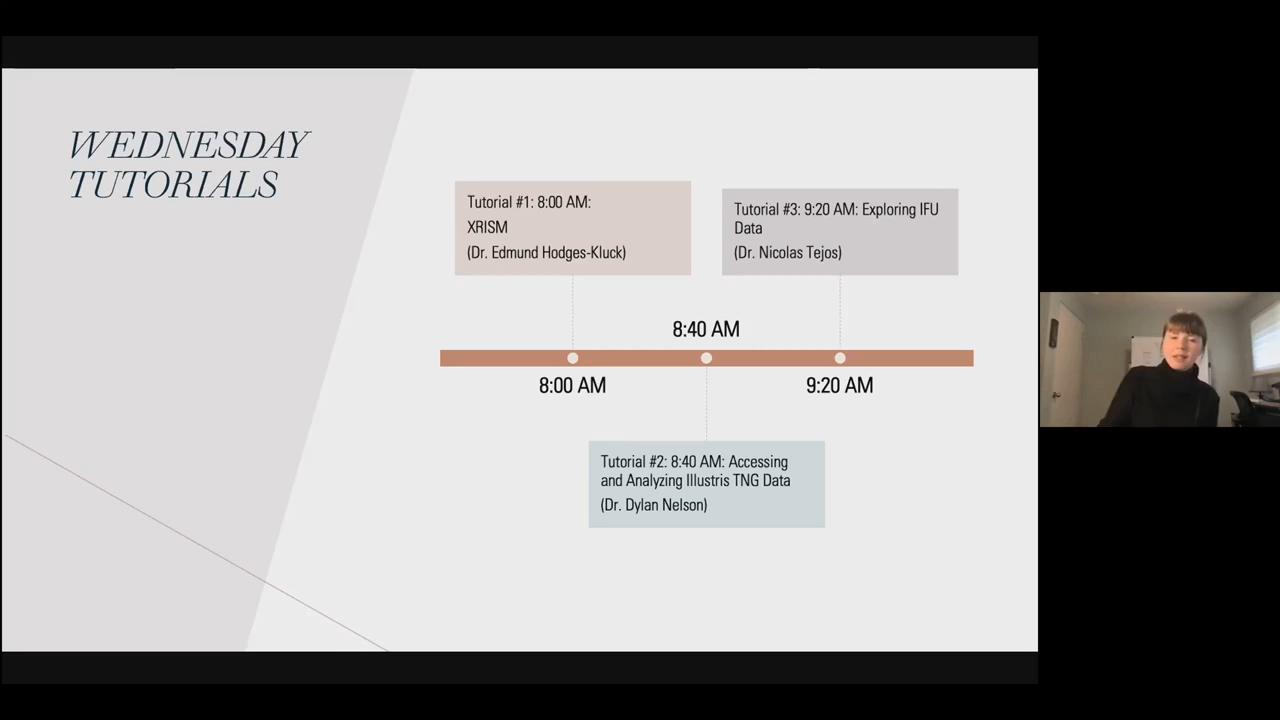 WEDNESDAY
TUTORIALS
Tutorial #1: 8:00 AM:
XRISM
(Dr. Edmund Hodges-Kluck)
Tutorial #3: 9:20 AM: Exploring IFU
Data
(Dr. Nicolas Tejos)
8:40 AM
8:00 AM
9:20 AM
Tutorial #2: 8:40 AM: Accessing
and Analyzing Illustris TNG Data
(Dr. Dylan Nelson)